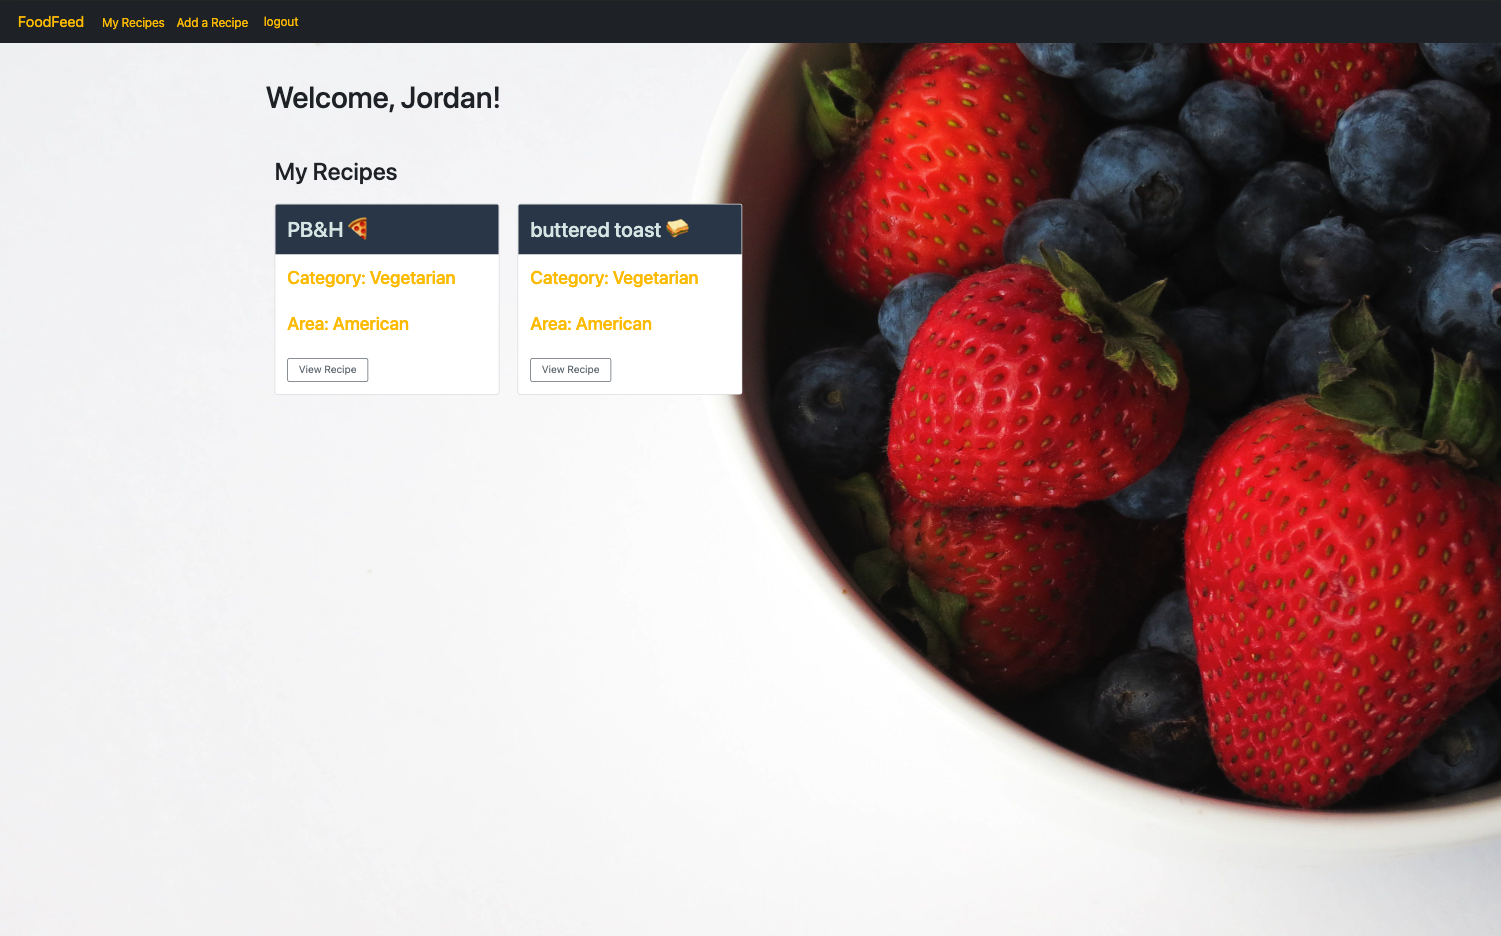 FoodFeed My Recipes Add a Recipe logout
Welcome, Jordan!
My Recipes
PB&H 🍕
Category: Vegetarian
Area: American
View Recipe
buttered toast 🥪
Category: Vegetarian
Area: American
View Recipe